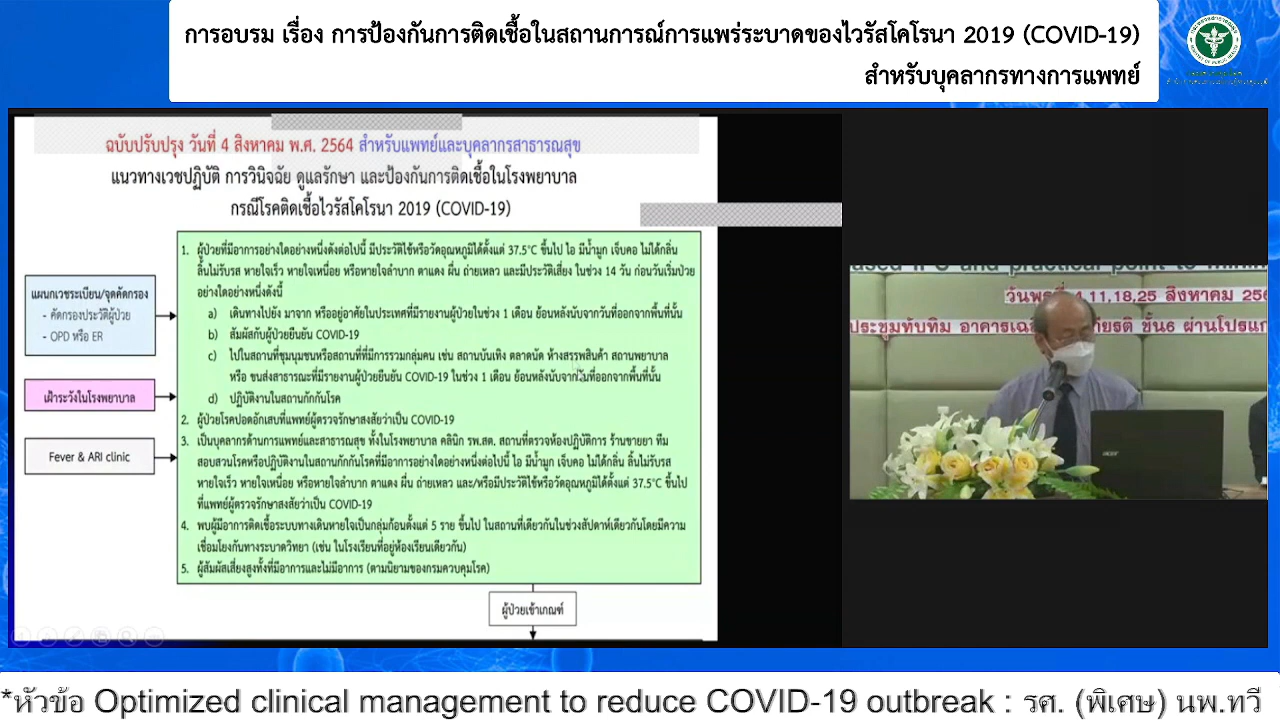 การอบรม เรื่อง การป้องกันการติดเชื้อในสถานการณ์การแพร่ระบาดของไวรัสโคโรนา 2019 (COVID-19)
สำหรับบุคลากรทางการแพทย์
ฉบับปรับปรุง วันที่ 4 สิงหาคม พ.ศ. 2564 สำหรับแพทย์และบุคลากรสาธารณสุข
แนวทางเวชปฏิบัติ การวินิจฉัย ดูแลรักษา และป้องกันการติดเชื้อในโรงพยาบาล
กรณีโรคติดเชื้อไวรัสโคโรนา 2019 (COVID-19)
แผนกเวชระเบียน/จุดคัดกรอง
- คัดกรองประวัติผู้ป่วย
- OPD หรือ ER
เฝ้าระวังในโรงพยาบาล
Fever & ARI clinic
1. ผู้ป่วยที่มีอาการอย่างใดอย่างหนึ่งดังต่อไปนี้ มีประวัติไข้หรือวัดอุณหภูมิได้ตั้งแต่ 37.5°C ขึ้นไป ไอ มีน้ำมูก เจ็บคอ ไม่ได้กลิ่น
ลิ้นไม่รับรส หายใจเร็ว หายใจเหนื่อย หรือหายใจลำบาก ตาแดง ผื่น ถ่ายเหลว และมีประวัติเสี่ยง ในช่วง 14 วัน ก่อนวันเริ่มป่วย
อย่างใดอย่างหนึ่งดังนี้
a) เดินทางไปยัง มาจาก หรืออยู่อาศัยในประเทศที่มีรายงานผู้ป่วยในช่วง 1 เดือน ย้อนหลังนับจากวันที่ออกจากพื้นที่นั้น
b) สัมผัสกับผู้ป่วยยืนยัน COVID-19
c) ไปในสถานที่ชุมนุมชนหรือสถานที่ที่มีการรวมกลุ่มคน เช่น สถานบันเทิง ตลาดนัด ห้างสรรพสินค้า สถานพยาบาล
หรือ ขนส่งสาธารณะที่มีรายงานผู้ป่วยยืนยัน COVID-19 ในช่วง 1 เดือน ย้อนหลังนับจากวันที่ออกจากพื้นที่นั้น
d) ปฏิบัติงานในสถานกักกันโรค
2. ผู้ป่วยโรคปอดอักเสบที่แพทย์ผู้ตรวจรักษาสงสัยว่าเป็น COVID-19
3. เป็นบุคลากรด้านการแพทย์และสาธารณสุข ทั้งในโรงพยาบาล คลินิก รพ.สต. สถานที่ตรวจห้องปฏิบัติการ ร้านขายยา ทีม
สอบสวนโรคหรือปฏิบัติงานในสถานกักกันโรคที่มีอาการอย่างใดอย่างหนึ่งดังต่อไปนี้ ไอ มีน้ำมูก เจ็บคอ ไม่ได้กลิ่น ลิ้นไม่รับรส
หายใจเร็ว หายใจเหนื่อย หรือหายใจลำบาก ตาแดง ผื่น ถ่ายเหลว และ/หรือมีประวัติไข้หรือวัดอุณหภูมิได้ตั้งแต่ 37.5°C ขึ้นไป
ที่แพทย์ผู้ตรวจรักษาสงสัยว่าเป็น COVID-19
4. พบผู้มีอาการติดเชื้อระบบทางเดินหายใจเป็นกลุ่มก้อนตั้งแต่ 5 ราย ขึ้นไป ในสถานที่เดียวกันในช่วงสัปดาห์เดียวกันโดยมีความ
เชื่อมโยงกันทางระบาดวิทยา (เช่น ในโรงเรียนที่อยู่ห้องเรียนเดียวกัน)
5. ผู้สัมผัสเสี่ยงสูงทั้งที่มีอาการและไม่มีอาการ (ตามนิยามของกรมควบคุมโรค)
ผู้ป่วยเข้าเกณฑ์
and practical point to
4,11,18,25 สิงหาคม
ประชุมทับทิม
ชั้น6
acer
*หัวข้อ Optimized clinical management to reduce COVID-19 outbreak : รศ. (พิเศษ) นพ.ทวี